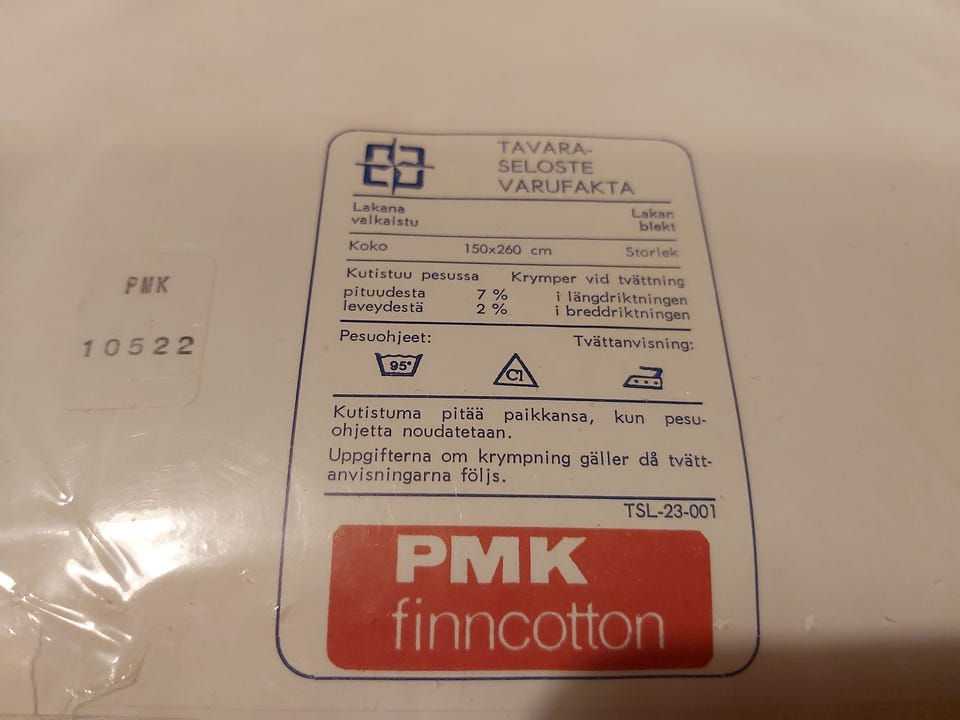 PMK
10522
TAVARA-
SELOSTE
VARUFAKTA
Lakana
valkaistu
Lakan
blekt
Koko 150x260 cm Storlek
Kutistuu pesussa Krymper vid tvättning
pituudesta 7 % i längdriktningen
leveydestä 2 % i breddriktningen
Pesuohjeet: Tvättanvisning:
95°
Cl
Kutistuma pitää paikkansa, kun pesu-
ohjetta noudatetaan.
Uppgifterna om krympning gäller då tvätt-
anvisningarna följs.
TSL-23-001
PMK
finncotton